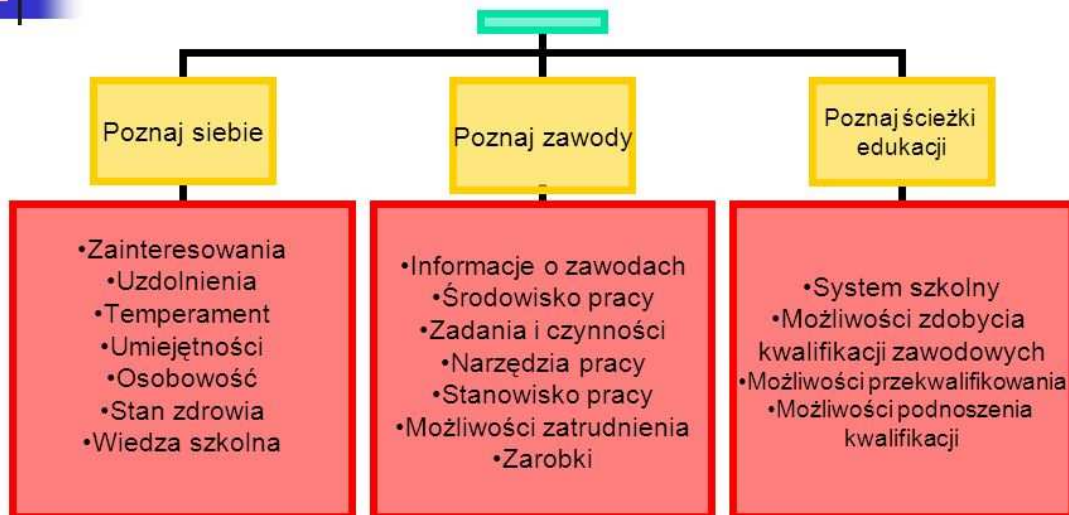 Poznaj siebie
•Zainteresowania
•Uzdolnienia
•Temperament
•Umiejętności
•Osobowość
•Stan zdrowia
•Wiedza szkolna
Poznaj zawody
•Informacje o zawodach
•Środowisko pracy
•Zadania i czynności
•Narzędzia pracy
•Stanowisko pracy
•Możliwości zatrudnienia
•Zarobki
Poznaj ścieżki
edukacji
•System szkolny
•Możliwości zdobycia
kwalifikacji zawodowych
•Możliwości przekwalifikowania
•Możliwości podnoszenia
kwalifikacji